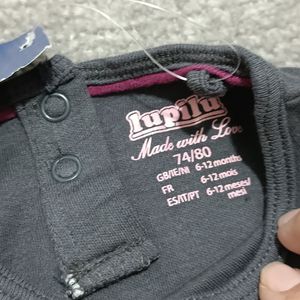 lupilu
Made with Love
74/80
GB/IE/NI 6-12 months
FR 6-12 mois
ES/IT/PT 6-12 meses/
mesi